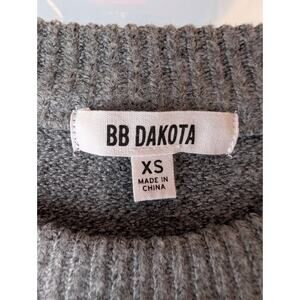 BB DAKOTA
XS
MADE IN
CHINA